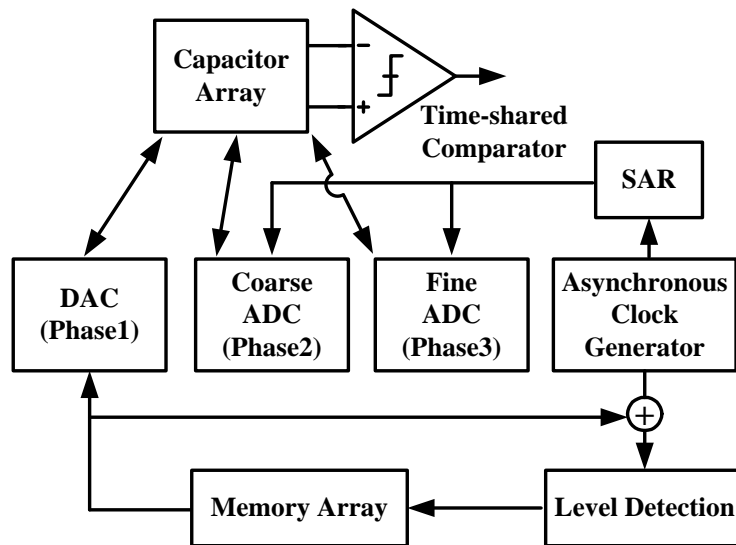 Capacitor
Array
−
+
Time-shared
Comparator
SAR
DAC
(Phase1)
Coarse
ADC
(Phase2)
Fine
ADC
(Phase3)
Asynchronous
Clock
Generator
+
Memory Array
Level Detection